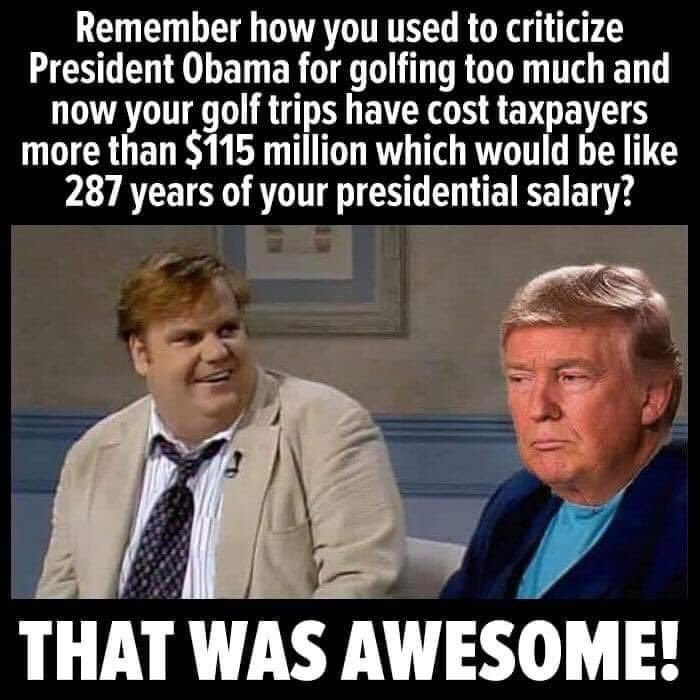 Remember how you used to criticize
President Obama for golfing too much and
now your golf trips have cost taxpayers
more than $115 million which would be like
287 years of your presidential salary?
THAT WAS AWESOME!